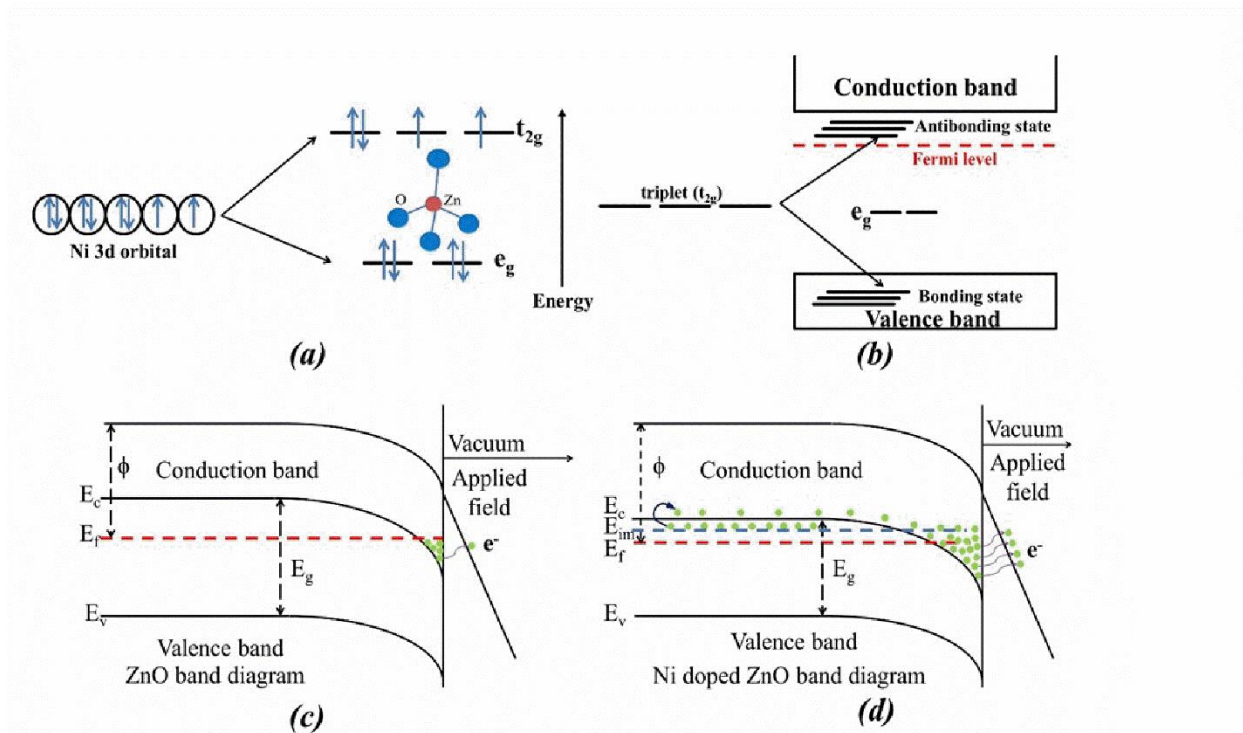 t2g
O
Zn
Ni 3d orbital
eg
Energy
(a)
Conduction band
Antibonding state
Fermi level
triplet (t2g)
eg
Bonding state
Valence band
(b)
Vacuum
ϕ
Conduction band
Applied
field
Ec
Ef
e-
Eg
Ev
Valence band
ZnO band diagram
(c)
Vacuum
ϕ
Conduction band
Applied
field
Ec
Eim
Ef
e-
Eg
Ev
Valence band
Ni doped ZnO band diagram
(d)